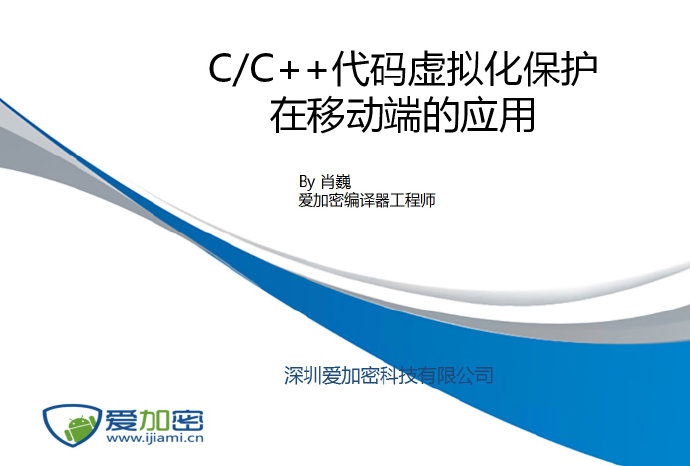 C/C++代码虚拟化保护
在移动端的应用
By 肖巍
爱加密编译器工程师
深圳爱加密科技有限公司
爱加密
www.ijiami.cn